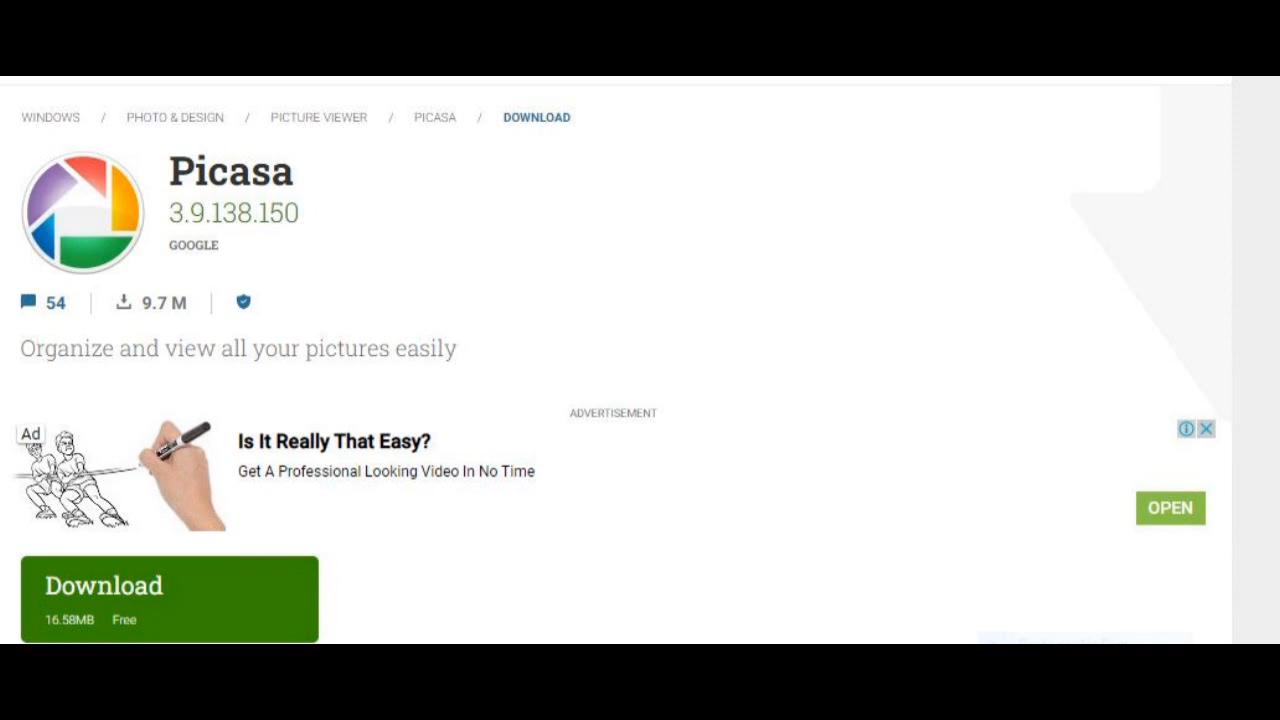 WINDOWS / PHOTO & DESIGN / PICTURE VIEWER / PICASA / DOWNLOAD
Picasa
3.9.138.150
GOOGLE
54 9.7 M
Organize and view all your pictures easily
ADVERTISEMENT
Ad
Is It Really That Easy?
Get A Professional Looking Video In No Time
OPEN
Download
16.58MB Free